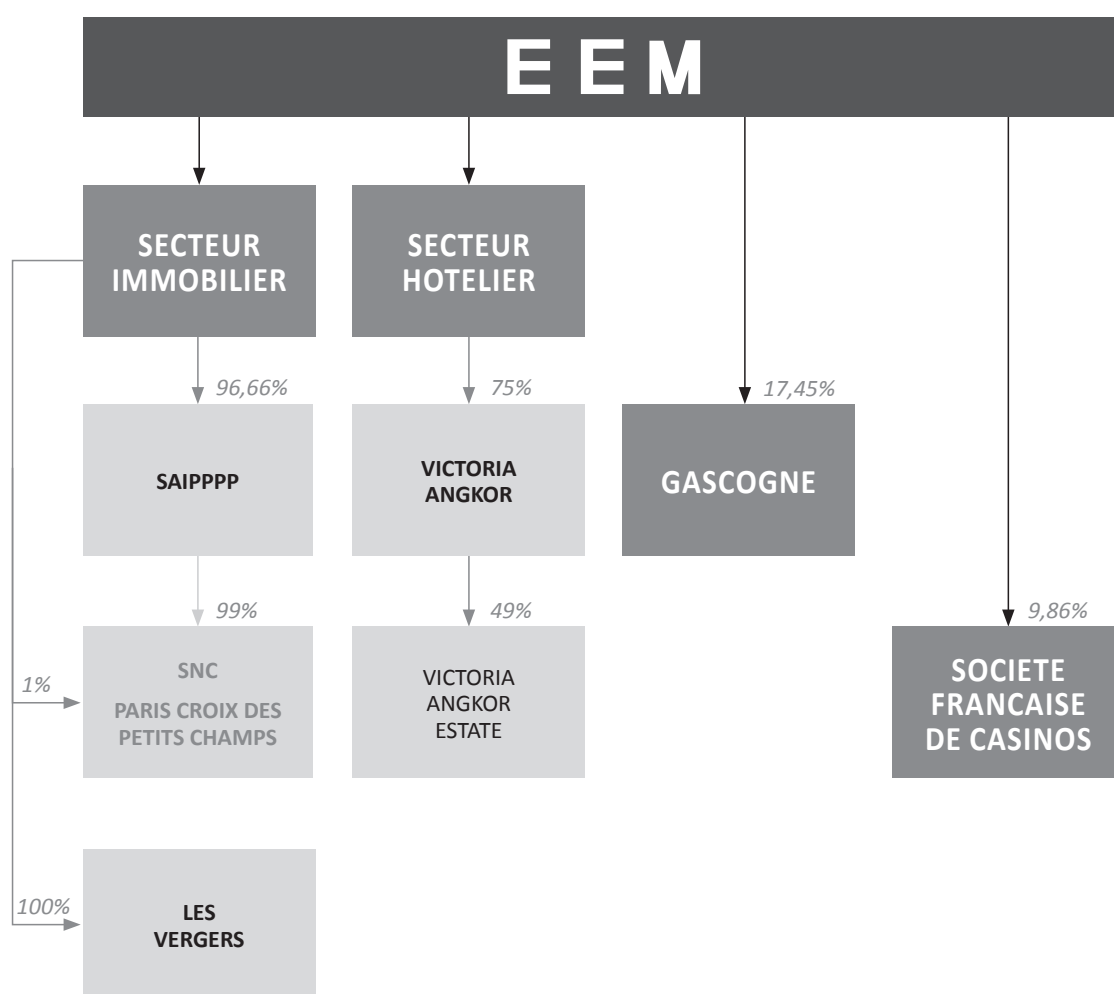 E E M
SECTEUR
IMMOBILIER
SECTEUR
HOTELIER
96,66%
75%
17,45%
SAIPPPP
VICTORIA
ANGKOR
GASCOGNE
99%
49%
9,86%
1%
SNC
PARIS CROIX DES
PETITS CHAMPS
VICTORIA
ANGKOR
ESTATE
SOCIETE
FRANCAISE
DE CASINOS
100%
LES
VERGERS